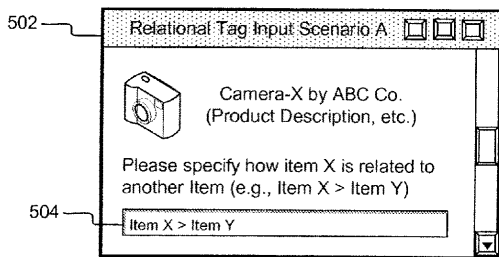 502
Relational Tag Input Scenario A
Camera-X by ABC Co.
(Product Description, etc.)
Please specify how item X is related to
another Item (e.g., Item X > Item Y)
504
Item X > Item Y